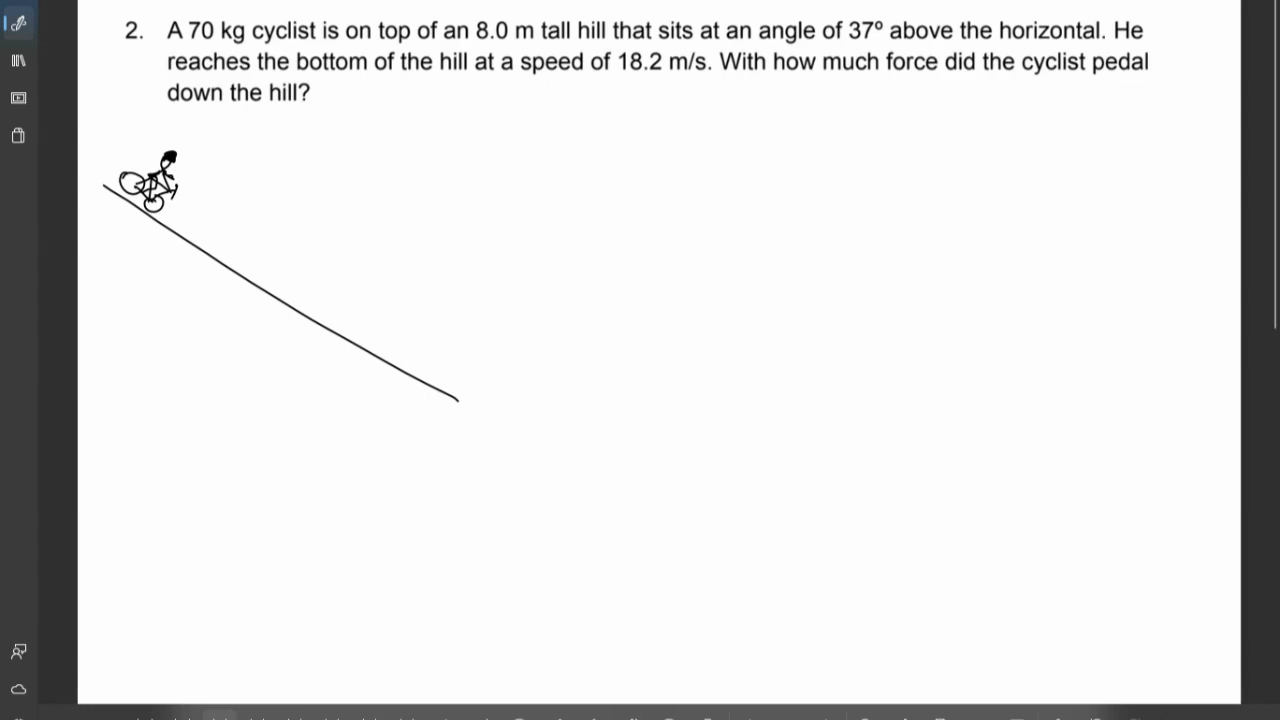 2. A 70 kg cyclist is on top of an 8.0 m tall hill that sits at an angle of 37º above the horizontal. He
reaches the bottom of the hill at a speed of 18.2 m/s. With how much force did the cyclist pedal
down the hill?